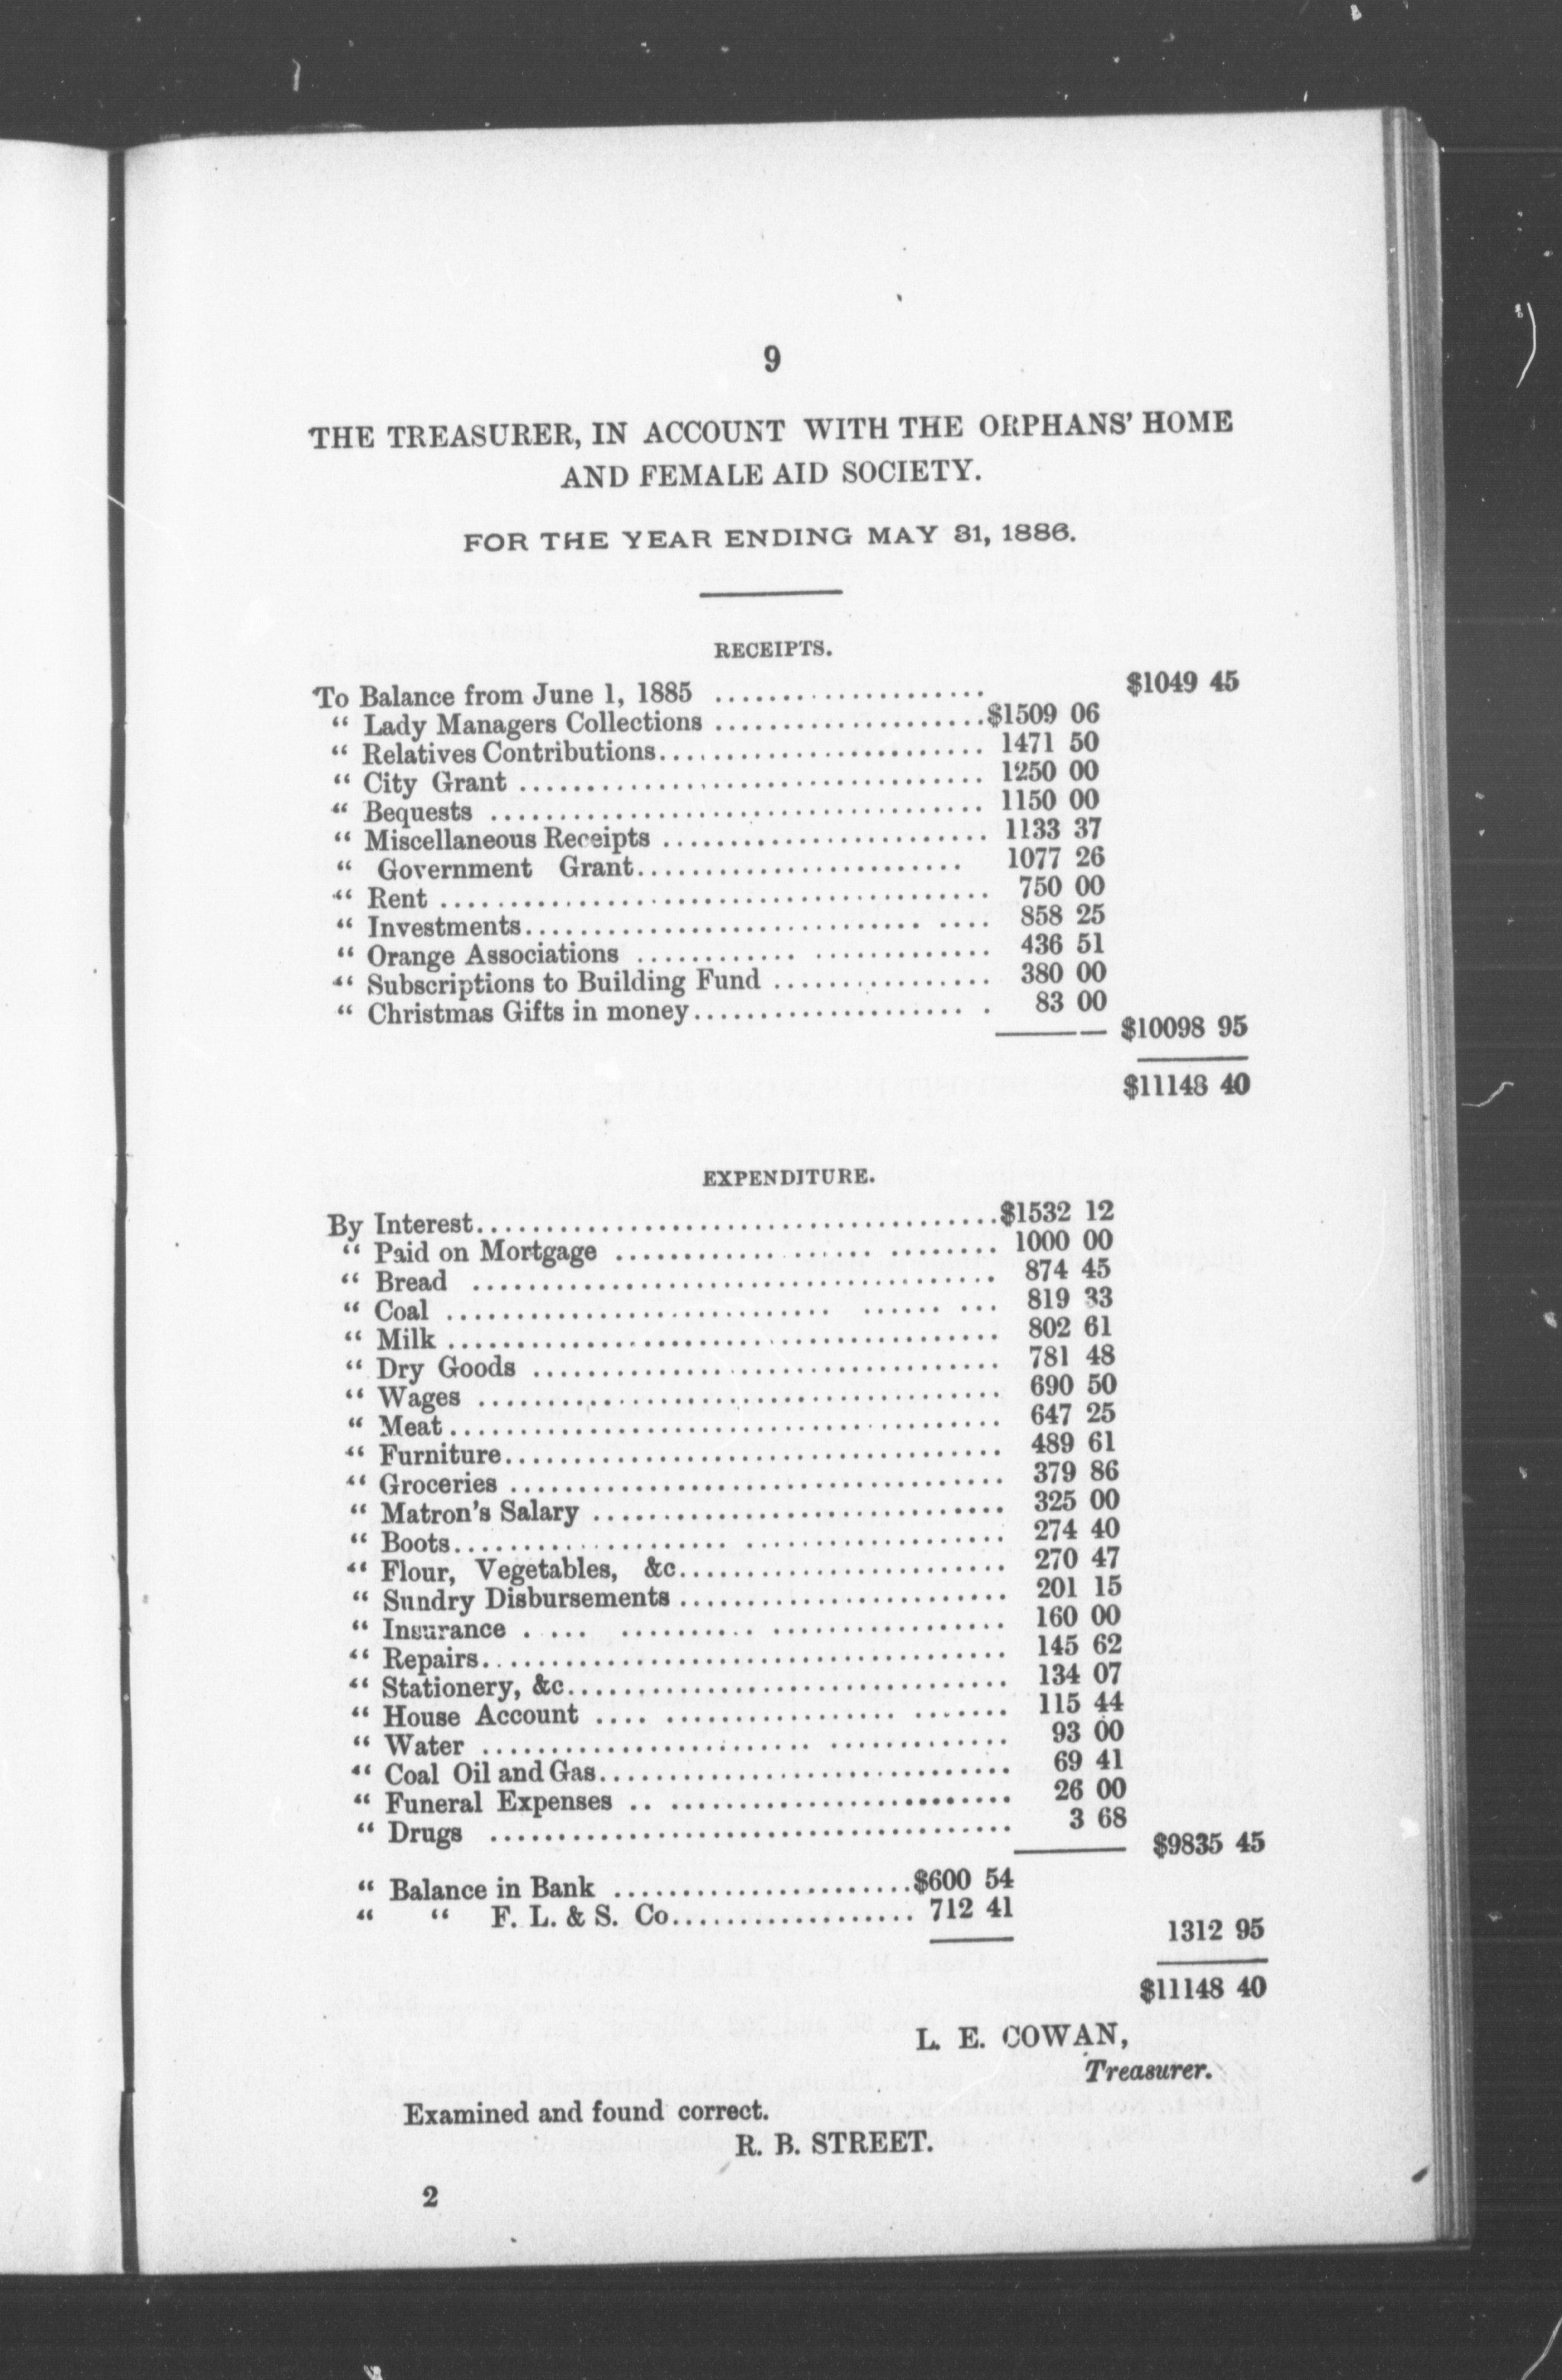 9
THE TREASURER, IN ACCOUNT WITH THE ORPHANS' HOME
AND FEMALE AID SOCIETY.
FOR THE YEAR ENDING MAY 31, 1886.
RECEIPTS.
To Balance from June 1, 1885 .................... $1049 45
" Lady Managers Collections ....................$1509 06
" Relatives Contributions........................ 1471 50
" City Grant .................................. 1250 00
" Bequests .................................... 1150 00
" Miscellaneous Receipts ........................ 1133 37
" Government Grant........................ 1077 26
" Rent ........................................ 750 00
" Investments............................. .... 858 25
" Orange Associations ............ ............. 436 51
" Subscriptions to Building Fund ................ 380 00
" Christmas Gifts in money.................... . 83 00
$10098 95
$11148 40
EXPENDITURE.
By Interest......................................$1532 12
" Paid on Mortgage ................... ........ 1000 00
" Bread ...................................... 874 45
" Coal ............................ ...... ... 819 33
" Milk ........................................ 802 61
" Dry Goods .................................. 781 48
" Wages ...................................... 690 50
" Meat........................................ 647 25
" Furniture.................................... 489 61
" Groceries .................................... 379 86
" Matron's Salary .............................. 325 00
" Boots.................... ................... 274 40
" Flour, Vegetables, &c........................ 270 47
" Sundry Disbursements ........................ 201 15
" Insurance . ... .......... ................. 160 00
" Repairs...................................... 145 62
" Stationery, &c................................ 134 07
" House Account .... ................. ....... 115 44
" Water ........................ ............. 93 00
" Coal Oil and Gas.............................. 69 41
" Funeral Expenses .. ......................... 26 00
" Drugs ...................................... 3 68
$9835 45
" Balance in Bank ......................$600 54
" " F. L. & S. Co.................. 712 41
1312 95
$11148 40
L. E. COWAN,
Treasurer.
Examined and found correct.
R. B. STREET.
2